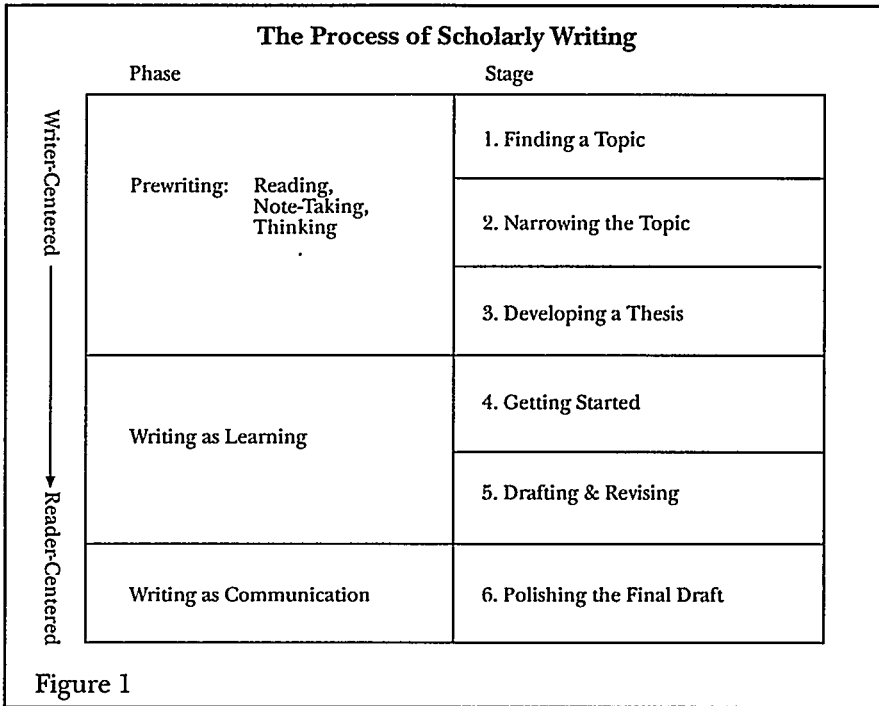 The Process of Scholarly Writing
Phase
Stage
Writer-Centered
Reader-Centered
Prewriting: Reading,
Note-Taking,
Thinking
1. Finding a Topic
2. Narrowing the Topic
3. Developing a Thesis
Writing as Learning
4. Getting Started
5. Drafting & Revising
Writing as Communication
6. Polishing the Final Draft
Figure 1